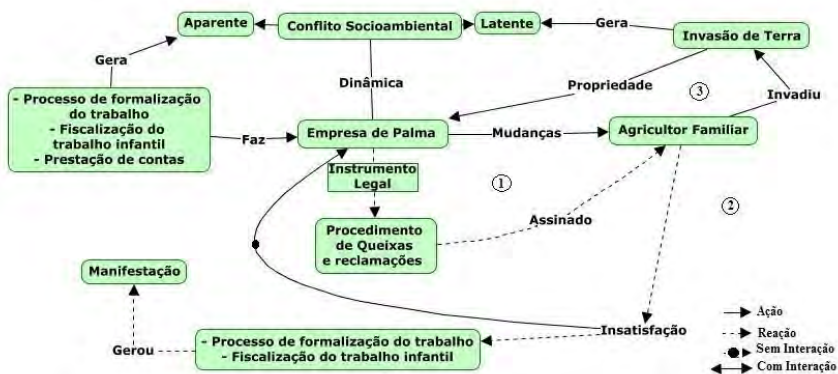 Aparente
Conflito Socioambiental
Latente
Gera
Invasão de Terra
Gera
Dinâmica
Propriedade
3
Invadiu
- Processo de formalização
do trabalho
- Fiscalização do
trabalho infantil
- Prestação de contas
Faz
Empresa de Palma
Mudanças
Agricultor Familiar
Instrumento
Legal
1
2
Procedimento
de Queixas
e reclamações
Assinado
Manifestação
Insatisfação
Gerou
- Processo de formalização do trabalho
- Fiscalização do trabalho infantil
Ação
Reação
Sem Interação
Com Interação